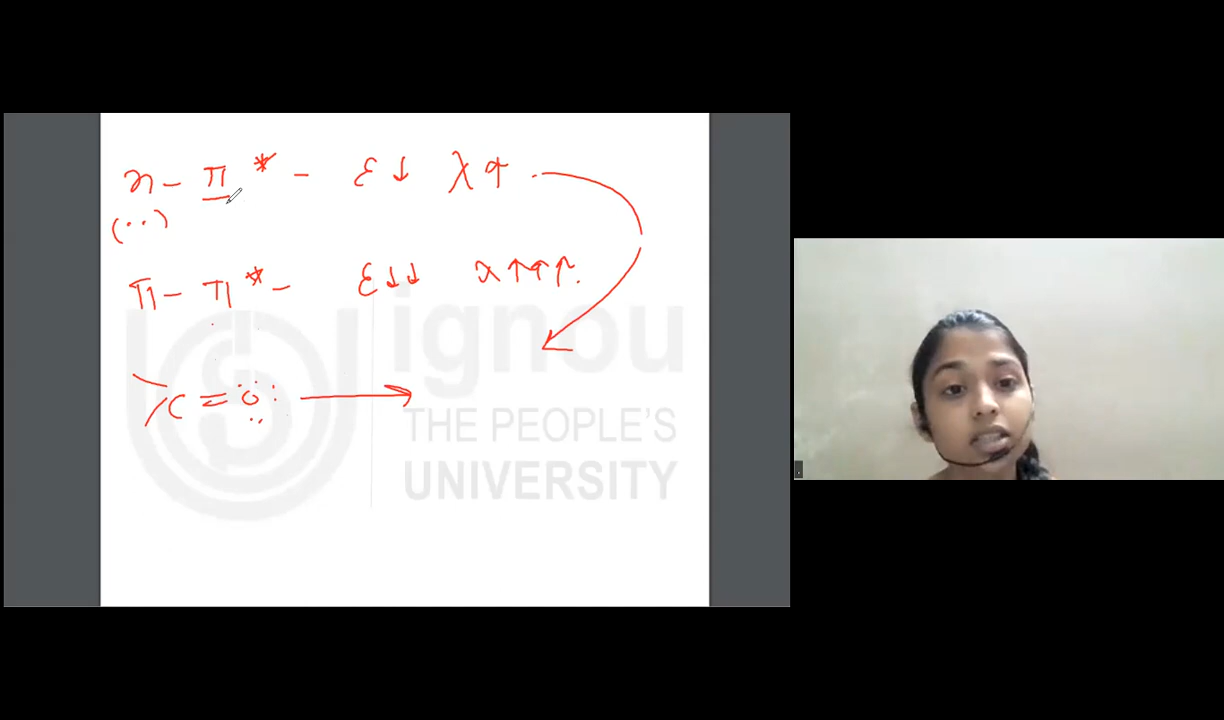 n - π * - ε ↓ λ ↑
(··)
π - π * - ε ↓↓ λ ↑↑↑.
>C = O: →
ignou
THE PEOPLE'S
UNIVERSITY